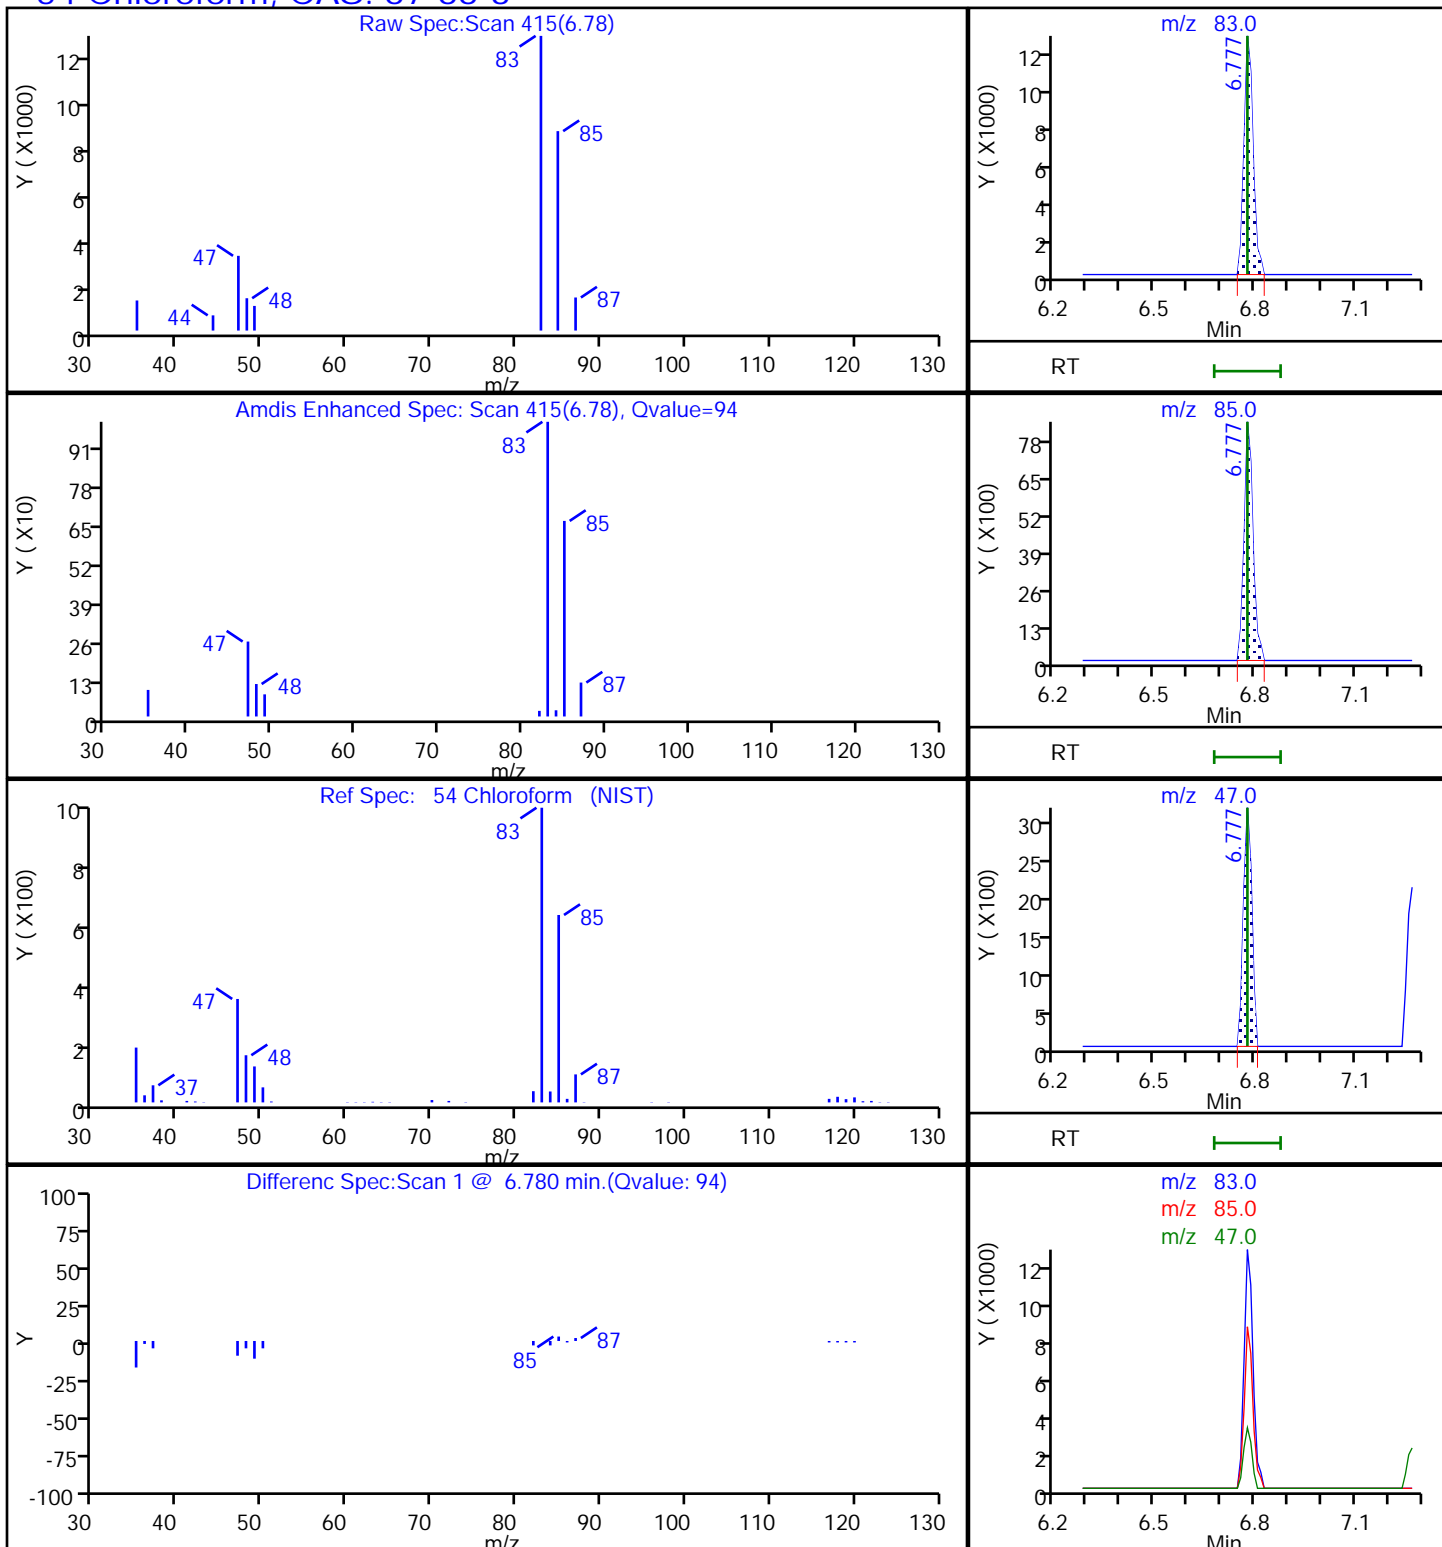 Raw Spec:Scan 415(6.78)
Y ( X1000)
12
10
8
6
4
2
0
83
85
47
48
44
87
30 40 50 60 70 80 90 100 110 120 130
m/z
m/z 83.0
Y ( X1000)
12
10
8
6
4
2
0
6.777
6.2 6.5 6.8 7.1
Min
RT
Amdis Enhanced Spec: Scan 415(6.78), Qvalue=94
Y ( X10)
91
78
65
52
39
26
13
0
83
85
47
48
87
30 40 50 60 70 80 90 100 110 120 130
m/z
m/z 85.0
Y ( X100)
78
65
52
39
26
13
0
6.777
6.2 6.5 6.8 7.1
Min
RT
Ref Spec: 54 Chloroform (NIST)
Y ( X100)
10
8
6
4
2
0
83
85
47
48
37
87
30 40 50 60 70 80 90 100 110 120 130
m/z
m/z 47.0
Y ( X100)
30
25
20
15
10
5
0
6.777
6.2 6.5 6.8 7.1
Min
RT
Differenc Spec:Scan 1 @ 6.780 min.(Qvalue: 94)
Y
100
75
50
25
0
-25
-50
-75
-100
85
87
30 40 50 60 70 80 90 100 110 120 130
m/z
m/z 83.0
m/z 85.0
m/z 47.0
Y ( X1000)
12
10
8
6
4
2
0
6.2 6.5 6.8 7.1
Min